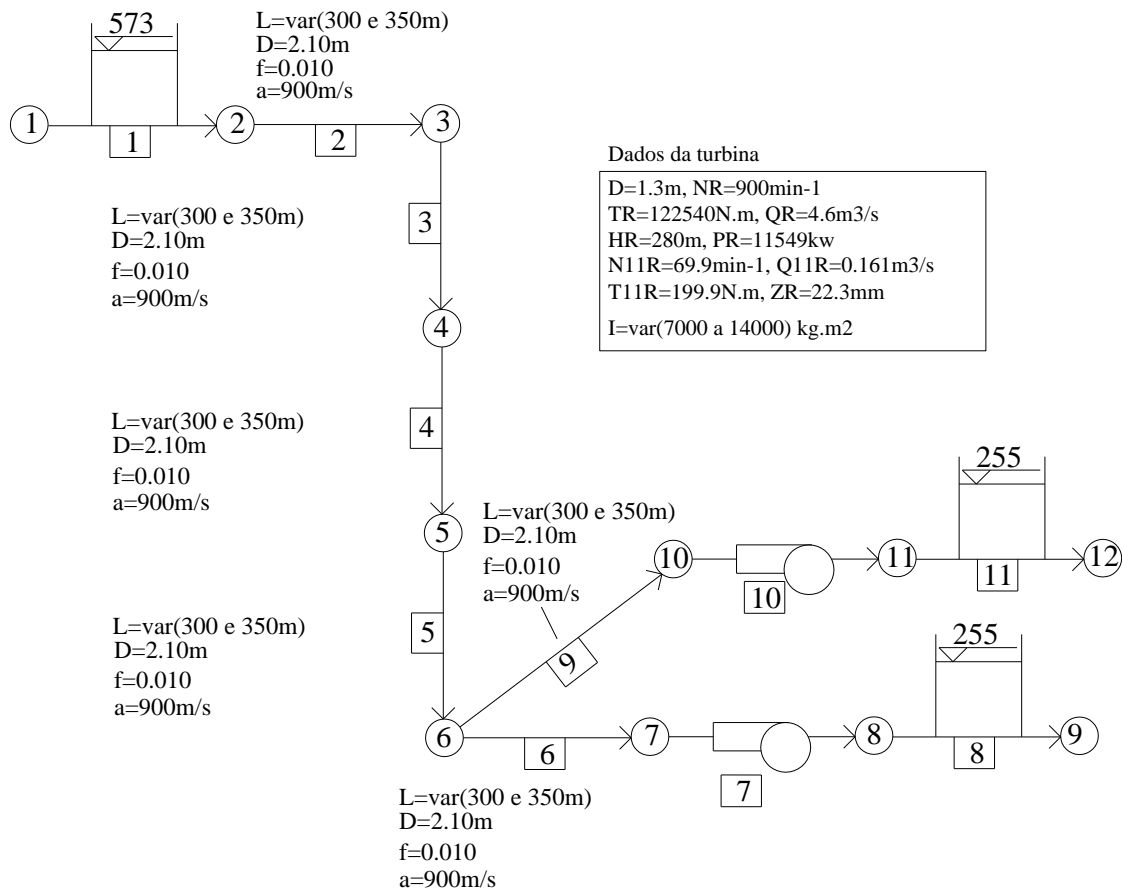 573
L=var(300 e 350m)
D=2.10m
f=0.010
a=900m/s
1
2
3
1
2
Dados da turbina
D=1.3m, NR=900min-1
TR=122540N.m, QR=4.6m3/s
HR=280m, PR=11549kw
N11R=69.9min-1, Q11R=0.161m3/s
T11R=199.9N.m, ZR=22.3mm
I=var(7000 a 14000) kg.m2
L=var(300 e 350m)
D=2.10m
f=0.010
a=900m/s
3
4
L=var(300 e 350m)
D=2.10m
f=0.010
a=900m/s
4
5
L=var(300 e 350m)
D=2.10m
f=0.010
a=900m/s
255
10
11
12
10
11
L=var(300 e 350m)
D=2.10m
f=0.010
a=900m/s
5
9
255
6
7
8
9
6
7
8
L=var(300 e 350m)
D=2.10m
f=0.010
a=900m/s